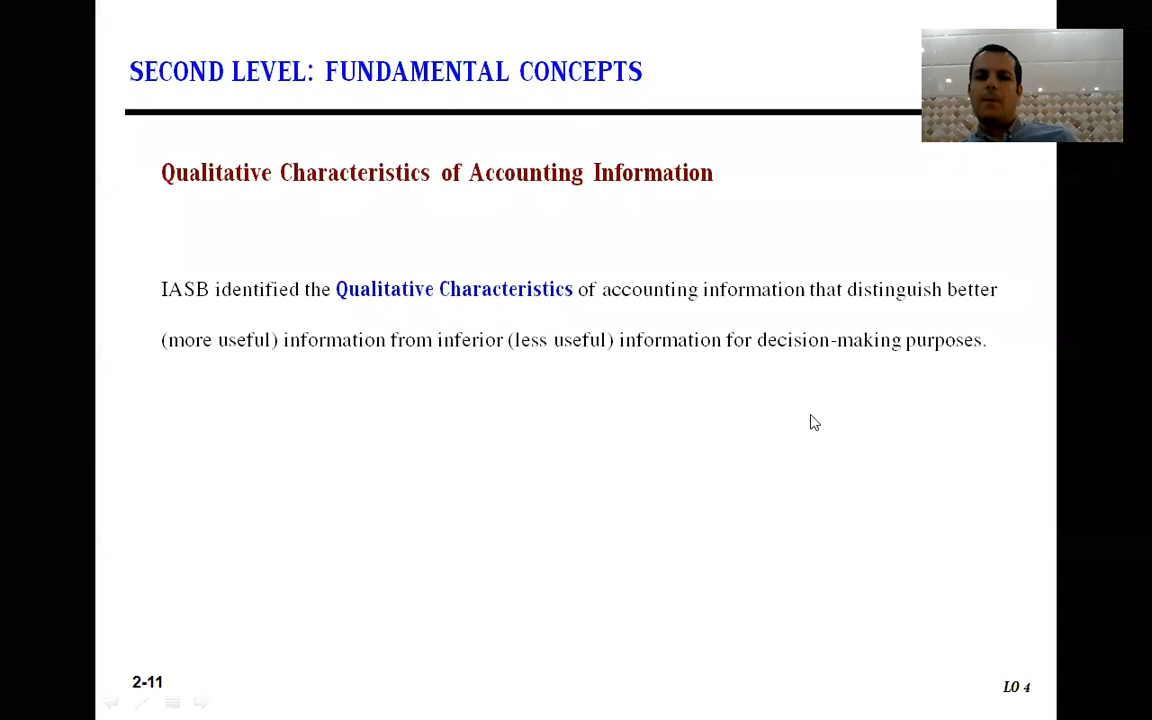 SECOND LEVEL: FUNDAMENTAL CONCEPTS
Qualitative Characteristics of Accounting Information
IASB identified the Qualitative Characteristics of accounting information that distinguish better
(more useful) information from inferior (less useful) information for decision-making purposes.
2-11
LO 4